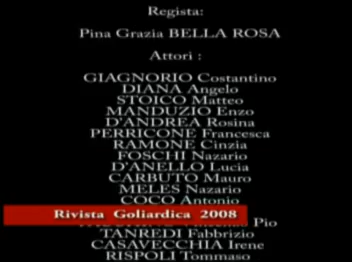 Regista:
Pina Grazia BELLA ROSA
Attori :
GIAGNORIO Costantino
DIANA Angelo
STOICO Matteo
MANDUZIO Enzo
D'ANDREA Rosina
PERRICONE Francesca
RAMONE Cinzia
FOSCHI Nazario
D'ANELLO Lucia
CARBUTO Mauro
MELES Nazario
COCO Antonio
Rivista Goliardica 2008
Pio
TANREDI Fabbrizio
CASAVECCHIA Irene
RISPOLI Tommaso